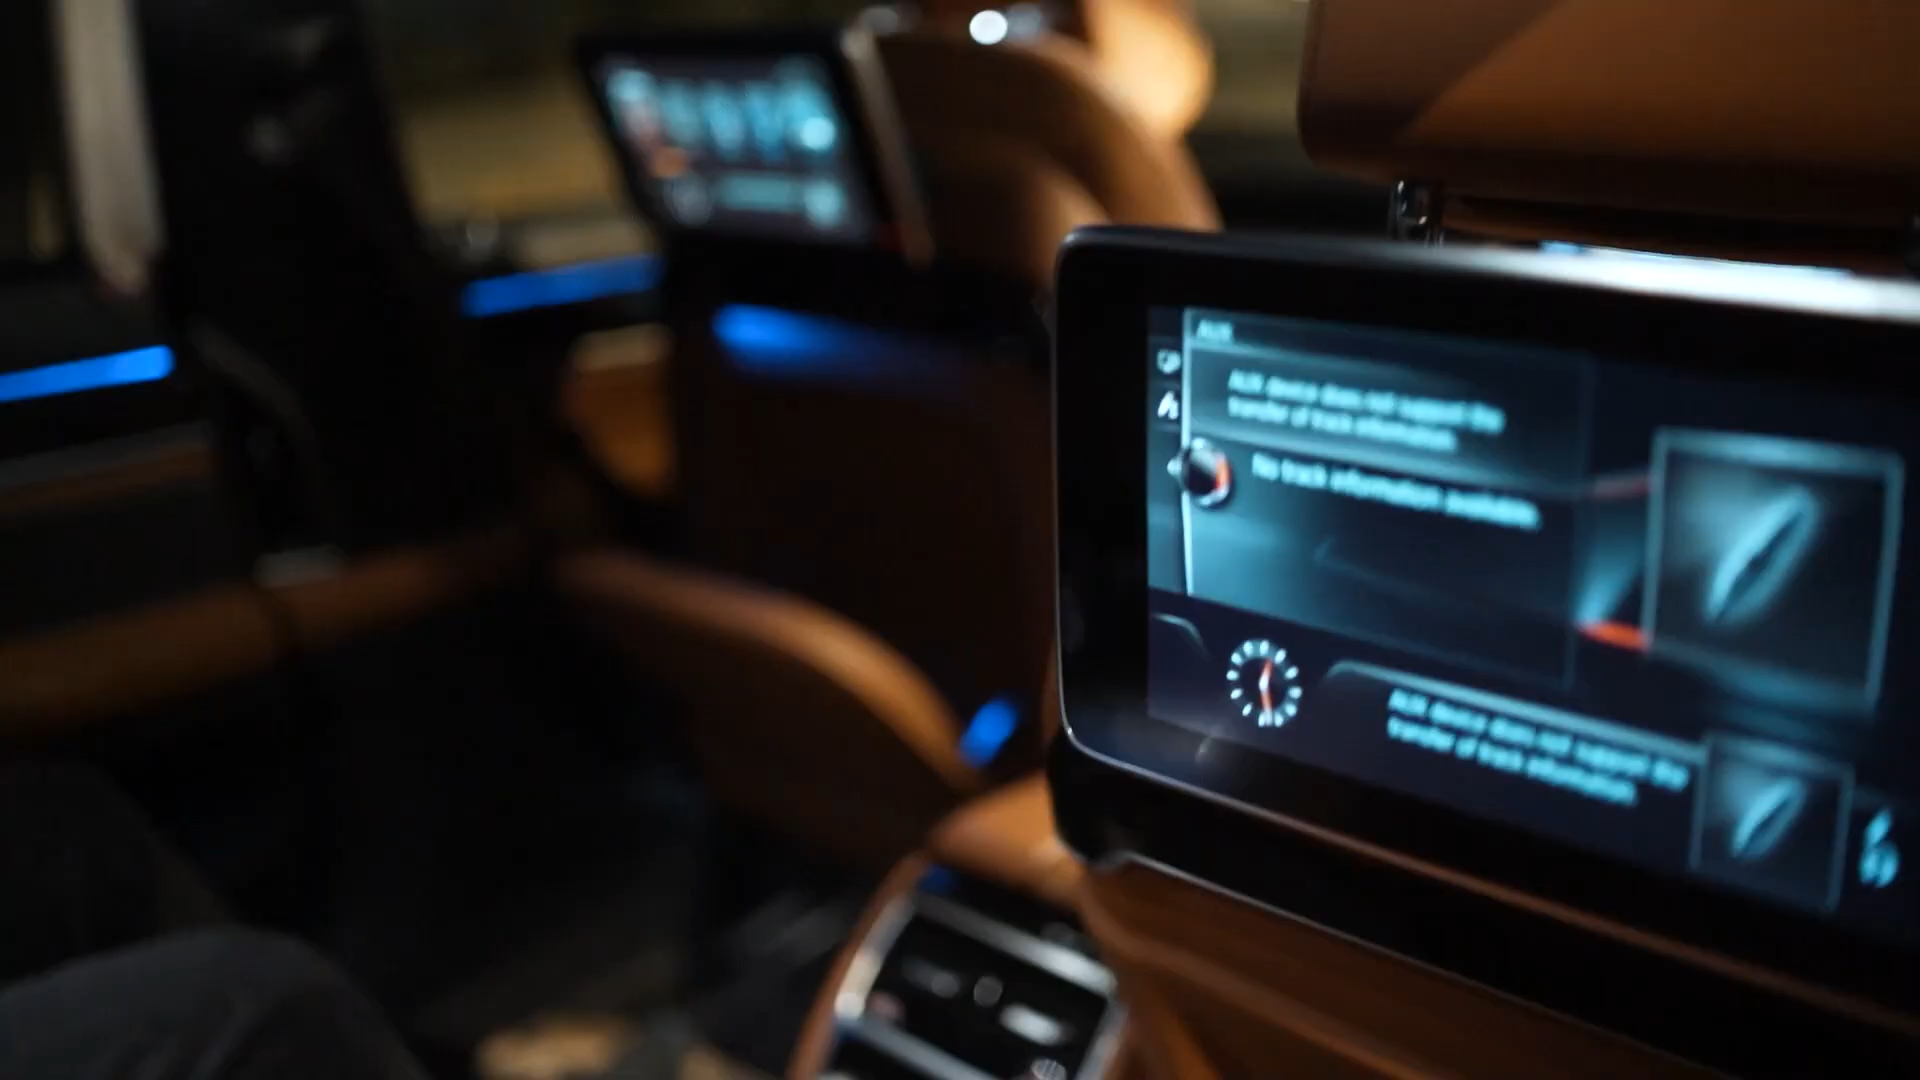 AUX
AUX device does not support the
transfer of track information.
No track information available.
AUX device does not support the
transfer of track information.